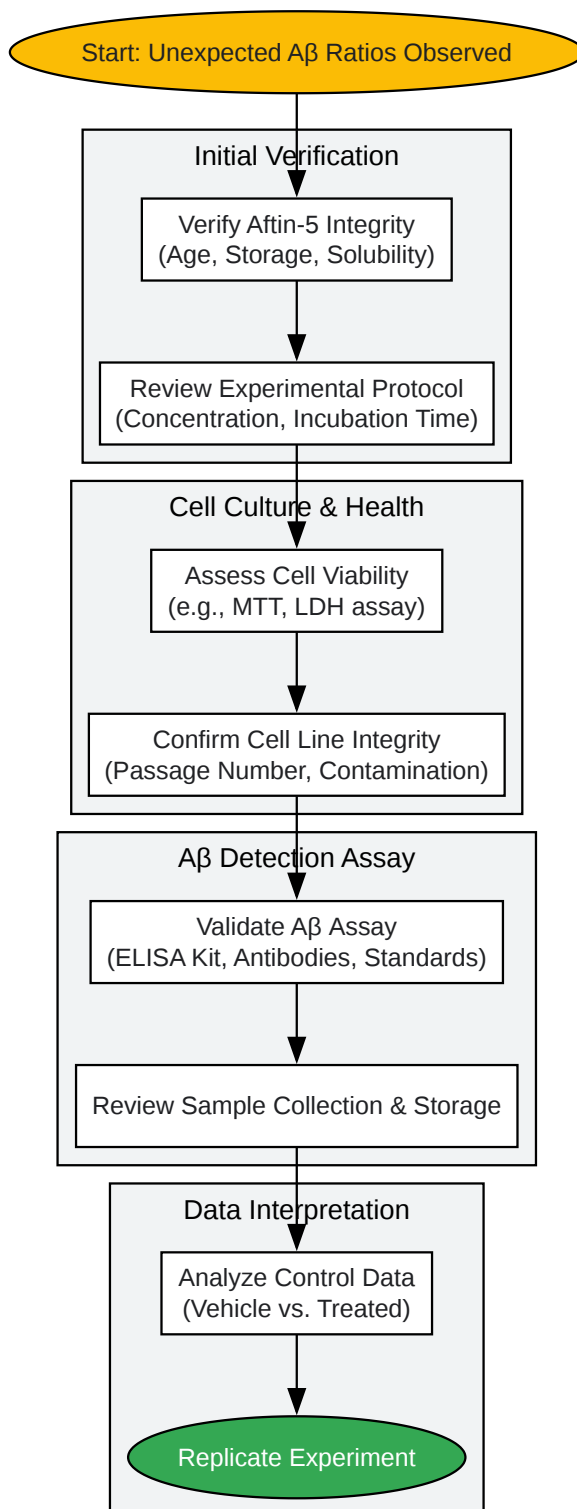 Start: Unexpected Aβ Ratios Observed
Initial Verification
Verify Aftin-5 Integrity
(Age, Storage, Solubility)
Review Experimental Protocol
(Concentration, Incubation Time)
Cell Culture & Health
Assess Cell Viability
(e.g., MTT, LDH assay)
Confirm Cell Line Integrity
(Passage Number, Contamination)
Aβ Detection Assay
Validate Aβ Assay
(ELISA Kit, Antibodies, Standards)
Review Sample Collection & Storage
Data Interpretation
Analyze Control Data
(Vehicle vs. Treated)
Replicate Experiment